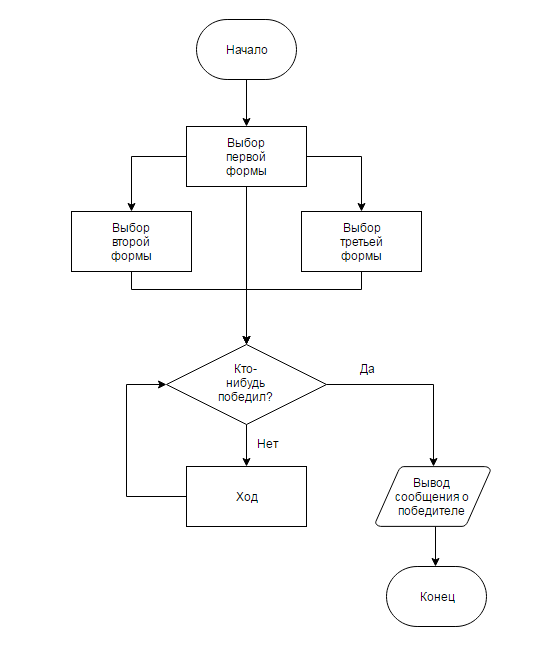 Начало
Выбор
первой
формы
Выбор
второй
формы
Выбор
третьей
формы
Кто-
нибудь
победил?
Да
Нет
Ход
Вывод
сообщения о
победителе
Конец